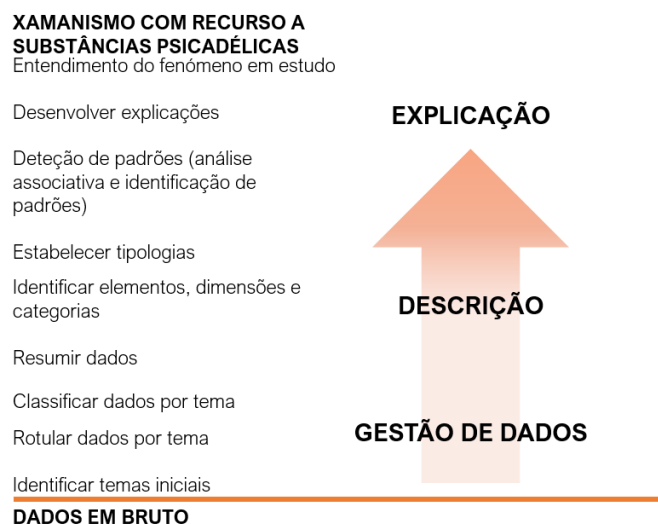 XAMANISMO COM RECURSO A
SUBSTÂNCIAS PSICADÉLICAS
Entendimento do fenómeno em estudo
Desenvolver explicações
EXPLICAÇÃO
Deteção de padrões (análise
associativa e identificação de
padrões)
Estabelecer tipologias
Identificar elementos, dimensões e
categorias
DESCRIÇÃO
Resumir dados
Classificar dados por tema
Rotular dados por tema
GESTÃO DE DADOS
Identificar temas iniciais
DADOS EM BRUTO